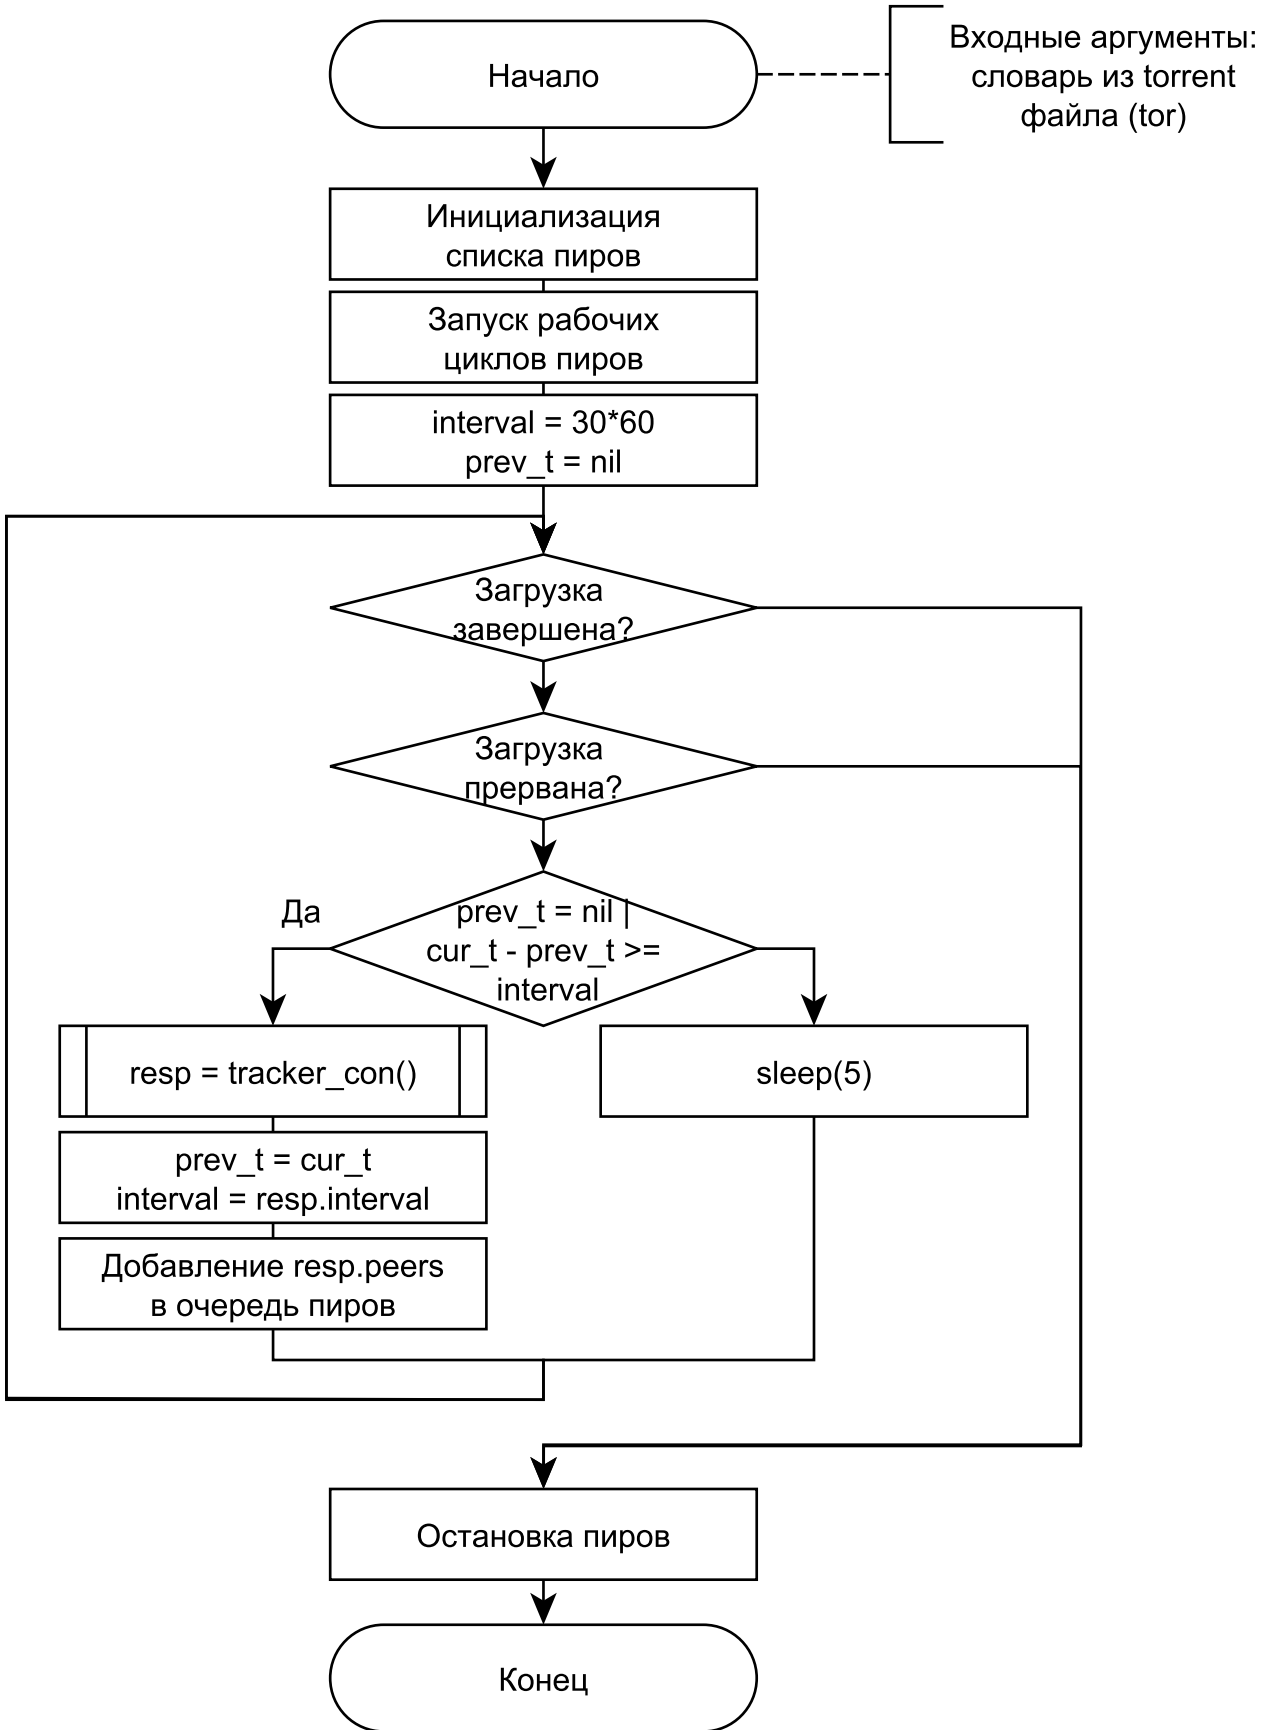 Начало
Входные аргументы:
словарь из torrent
файла (tor)
Инициализация
списка пиров
Запуск рабочих
циклов пиров
interval = 30*60
prev_t = nil
Загрузка
завершена?
Загрузка
прервана?
Да
prev_t = nil |
cur_t - prev_t >=
interval
resp = tracker_con()
sleep(5)
prev_t = cur_t
interval = resp.interval
Добавление resp.peers
в очередь пиров
Остановка пиров
Конец